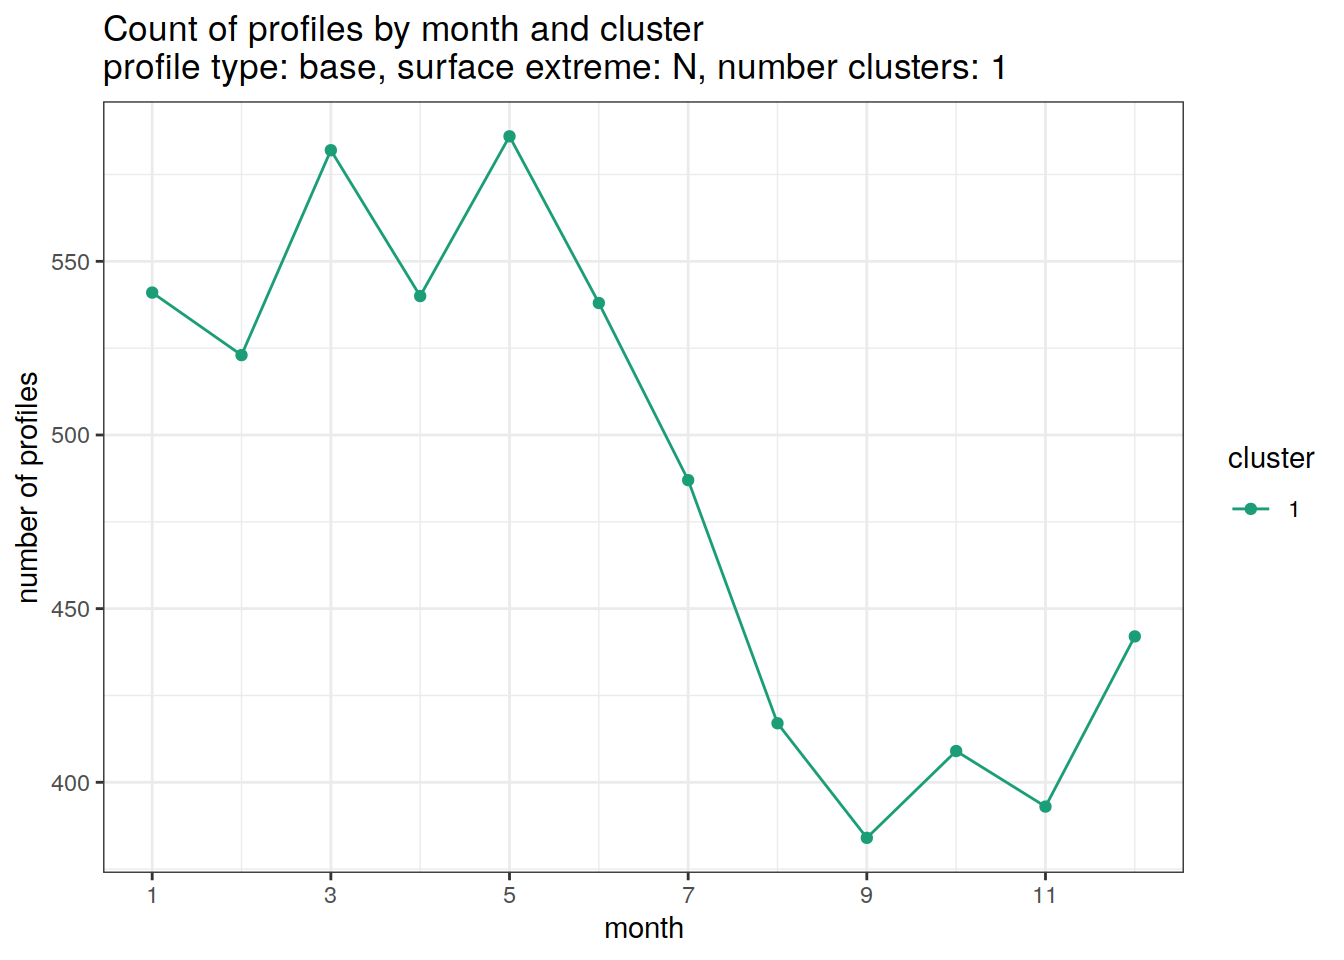 Count of profiles by month and cluster
profile type: base, surface extreme: N, number clusters: 1
550
500
450
400
number of profiles
1 3 5 7 9 11
month
cluster
1